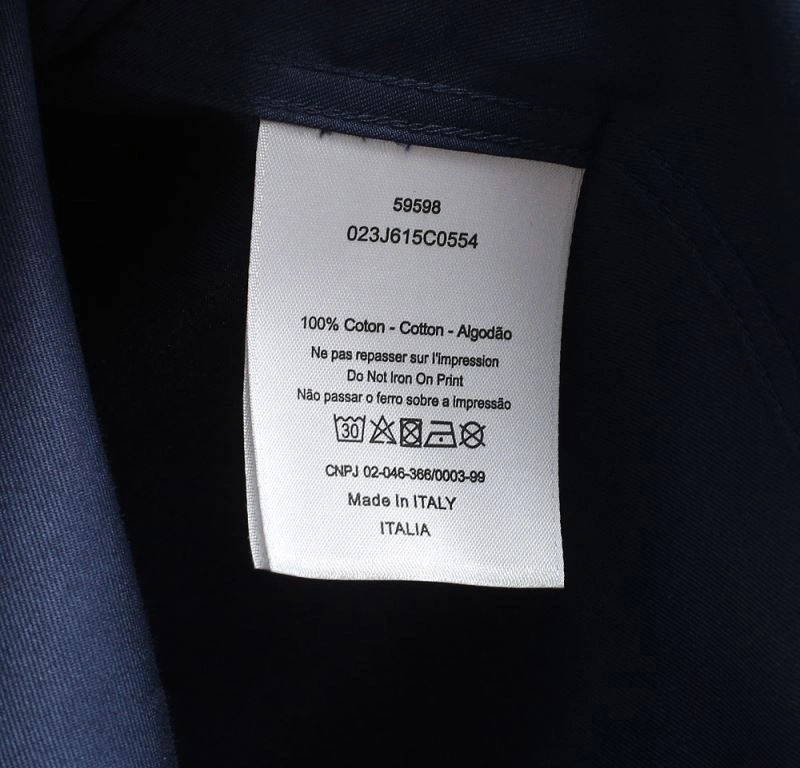 59598
023J615C0554
100% Coton - Cotton - Algodão
Ne pas repasser sur l'impression
Do Not Iron On Print
Não passar o ferro sobre a impressão
30
CNPJ 02-046-366/0003-99
Made In ITALY
ITALIA